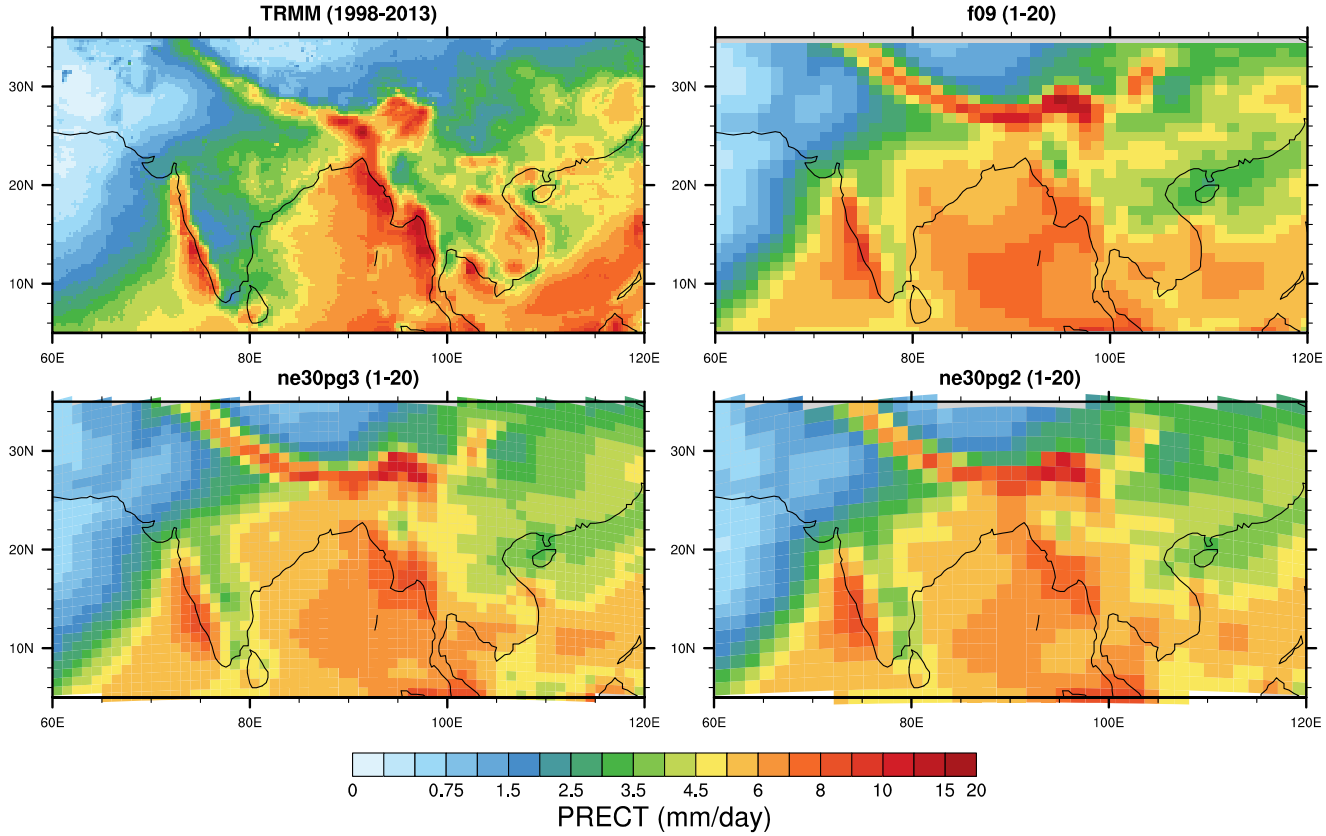 TRMM (1998-2013)
f09 (1-20)
30N
20N
10N
60E 80E 100E 120E
30N
20N
10N
60E 80E 100E 120E
ne30pg3 (1-20)
ne30pg2 (1-20)
30N
20N
10N
60E 80E 100E 120E
30N
20N
10N
60E 80E 100E 120E
0 0.75 1.5 2.5 3.5 4.5 6 8 10 15 20
PRECT (mm/day)